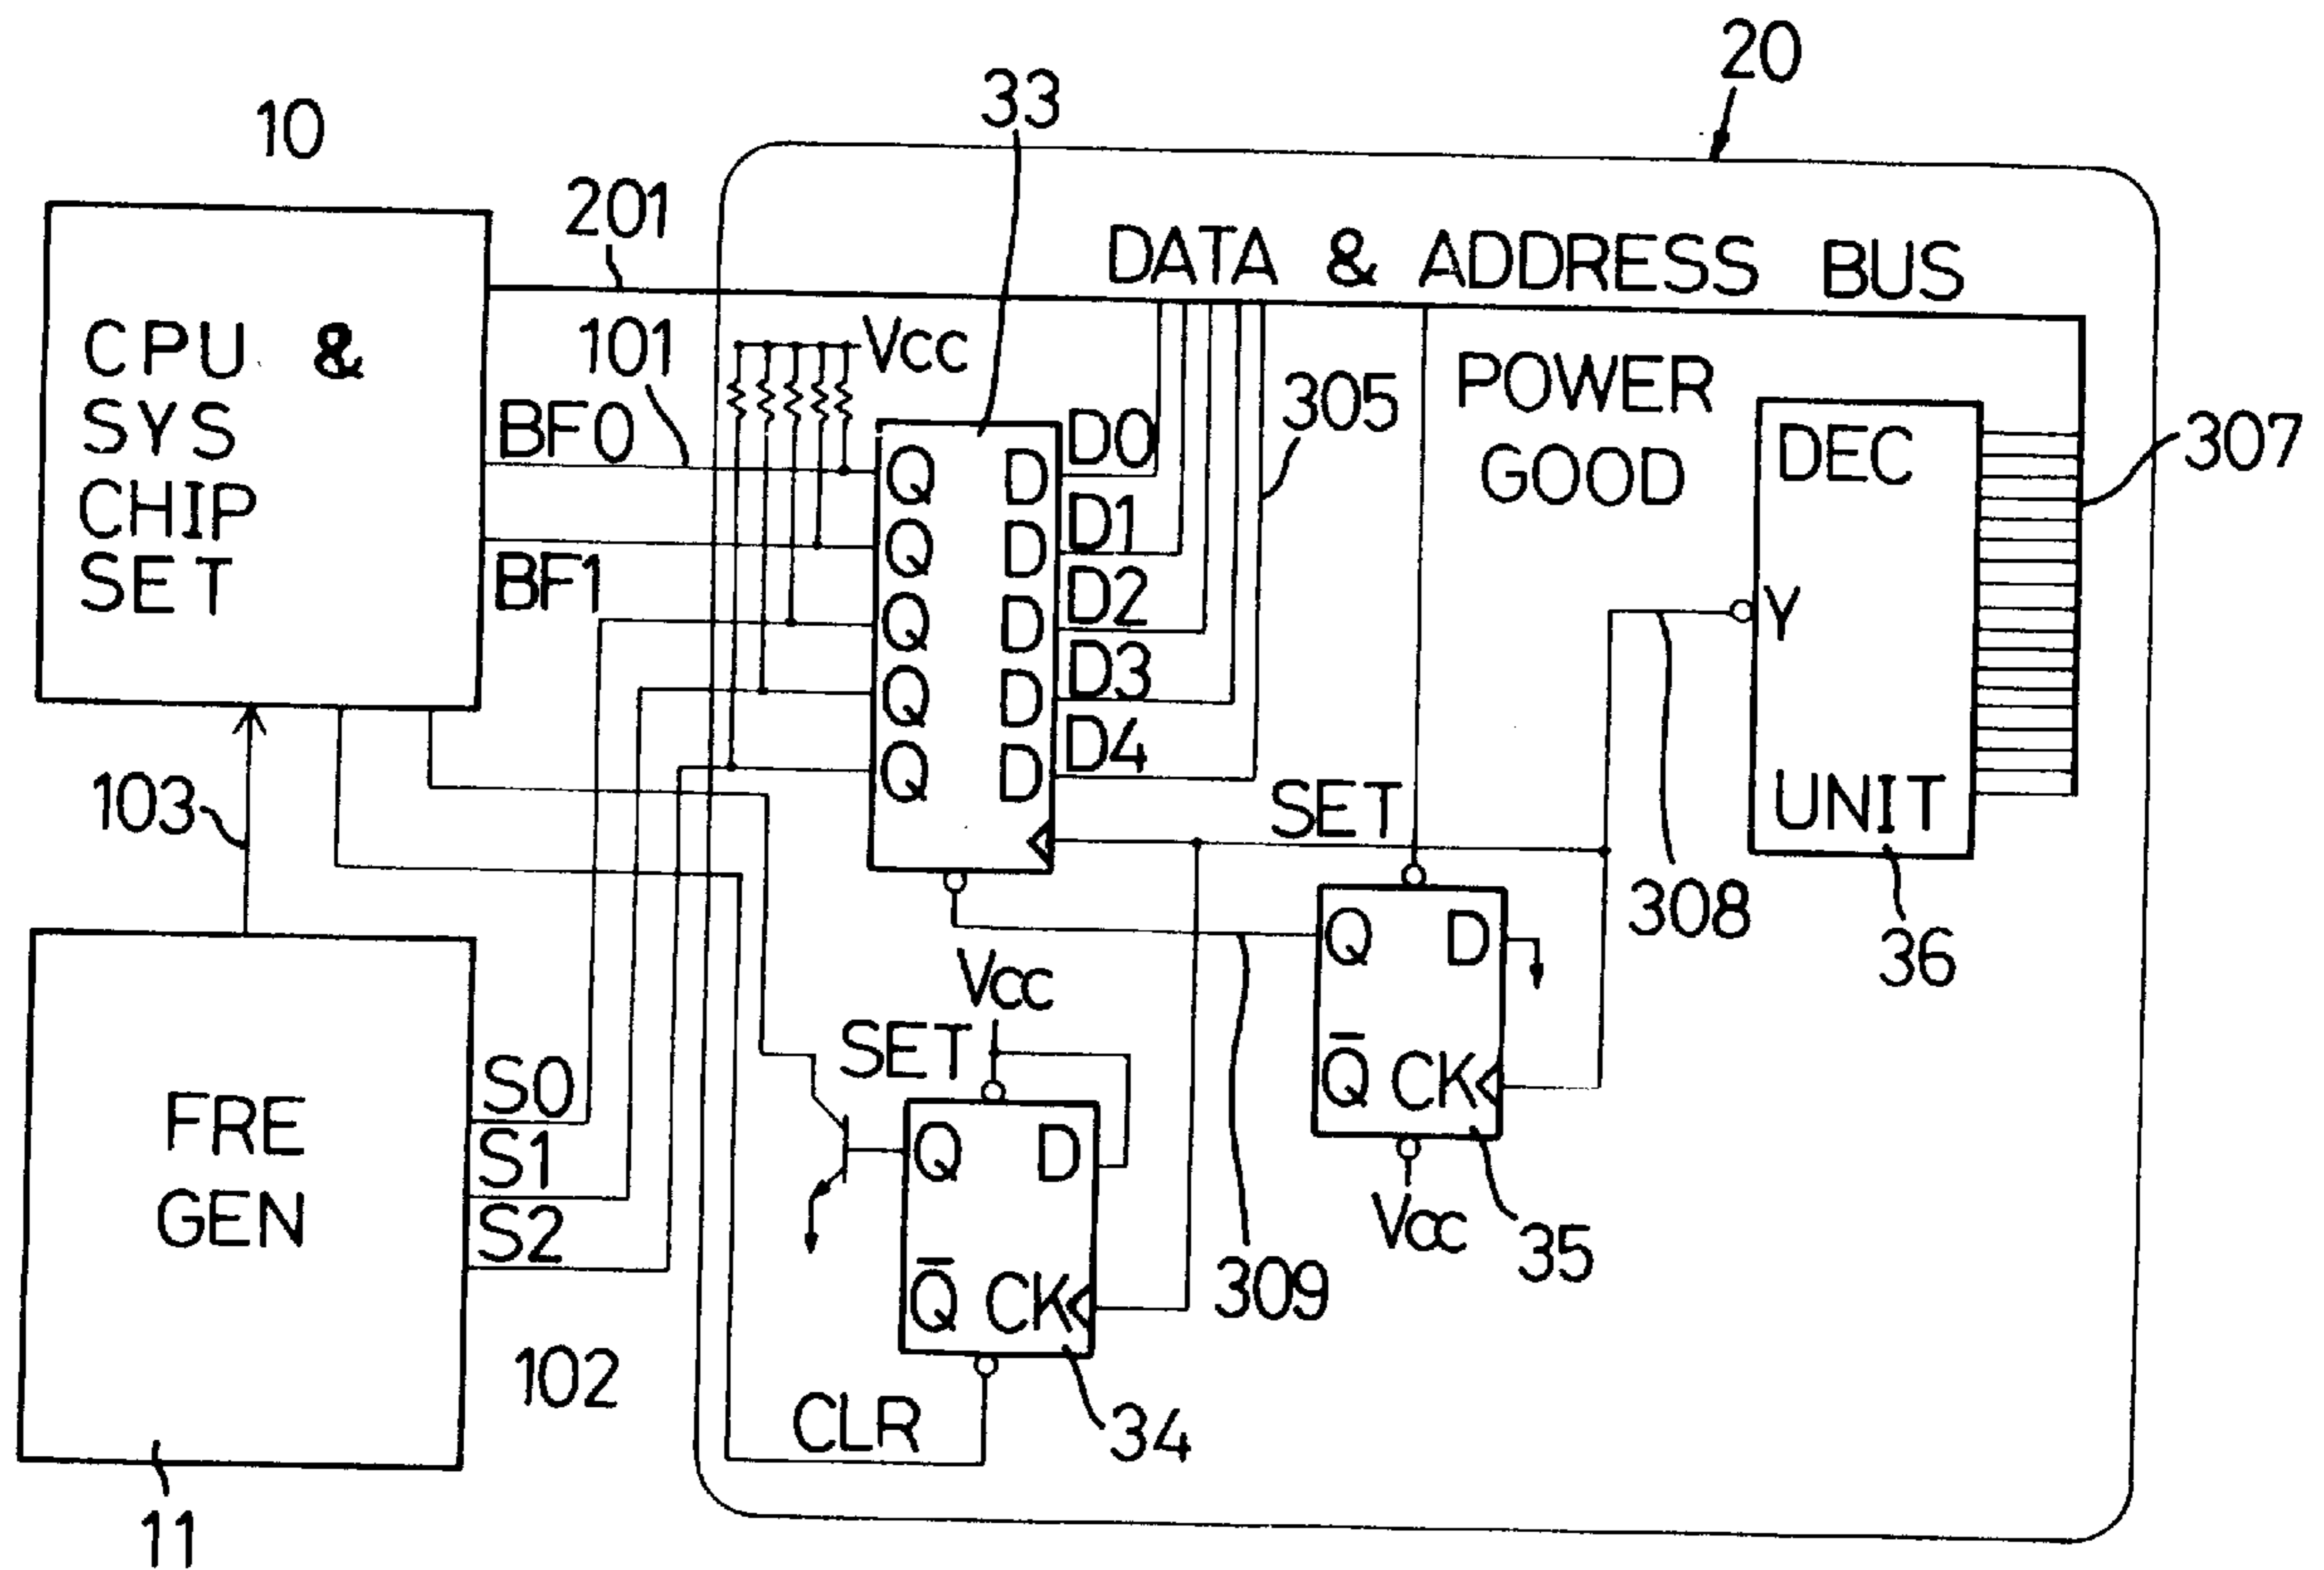 20
33
10
201
DATA & ADDRESS BUS
CPU &
SYS
CHIP
SET
101
VCC
BF0
BF1
305
POWER
GOOD
307
Q D D0
Q D D1
Q D D2
Q D D3
Q D D4
DEC
Y
UNIT
SET
308
36
103
Q D
Q̅ CK
VCC
35
309
VCC
SET
Q D
Q̅ CK
34
CLR
FRE
GEN
S0
S1
S2
102
11